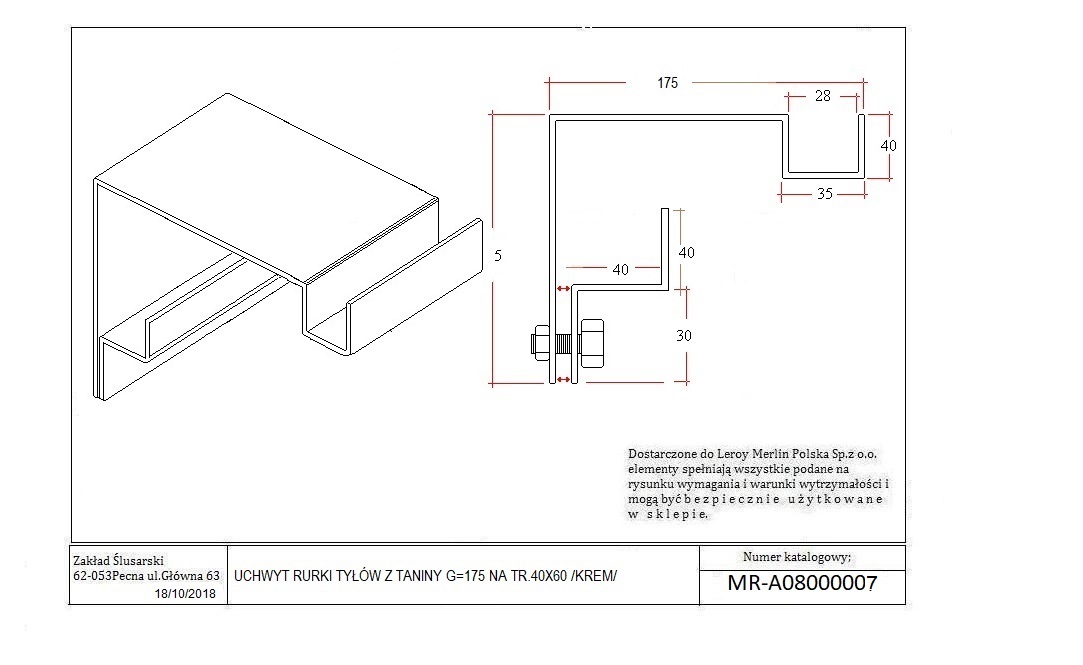 175
28
40
35
5
40
40
30
Dostarczone do Leroy Merlin Polska Sp.z o.o.
elementy spełniają wszystkie podane na
rysunku wymagania i warunki wytrzymałości i
mogą być b e z p i e c z n i e u ż y t k o w a n e
w s k l e p i e.
Zakład Ślusarski
62-053Pecna ul.Główna 63
18/10/2018
UCHWYT RURKI TYŁÓW Z TANINY G=175 NA TR.40X60 /KREM/
Numer katalogowy;
MR-A08000007